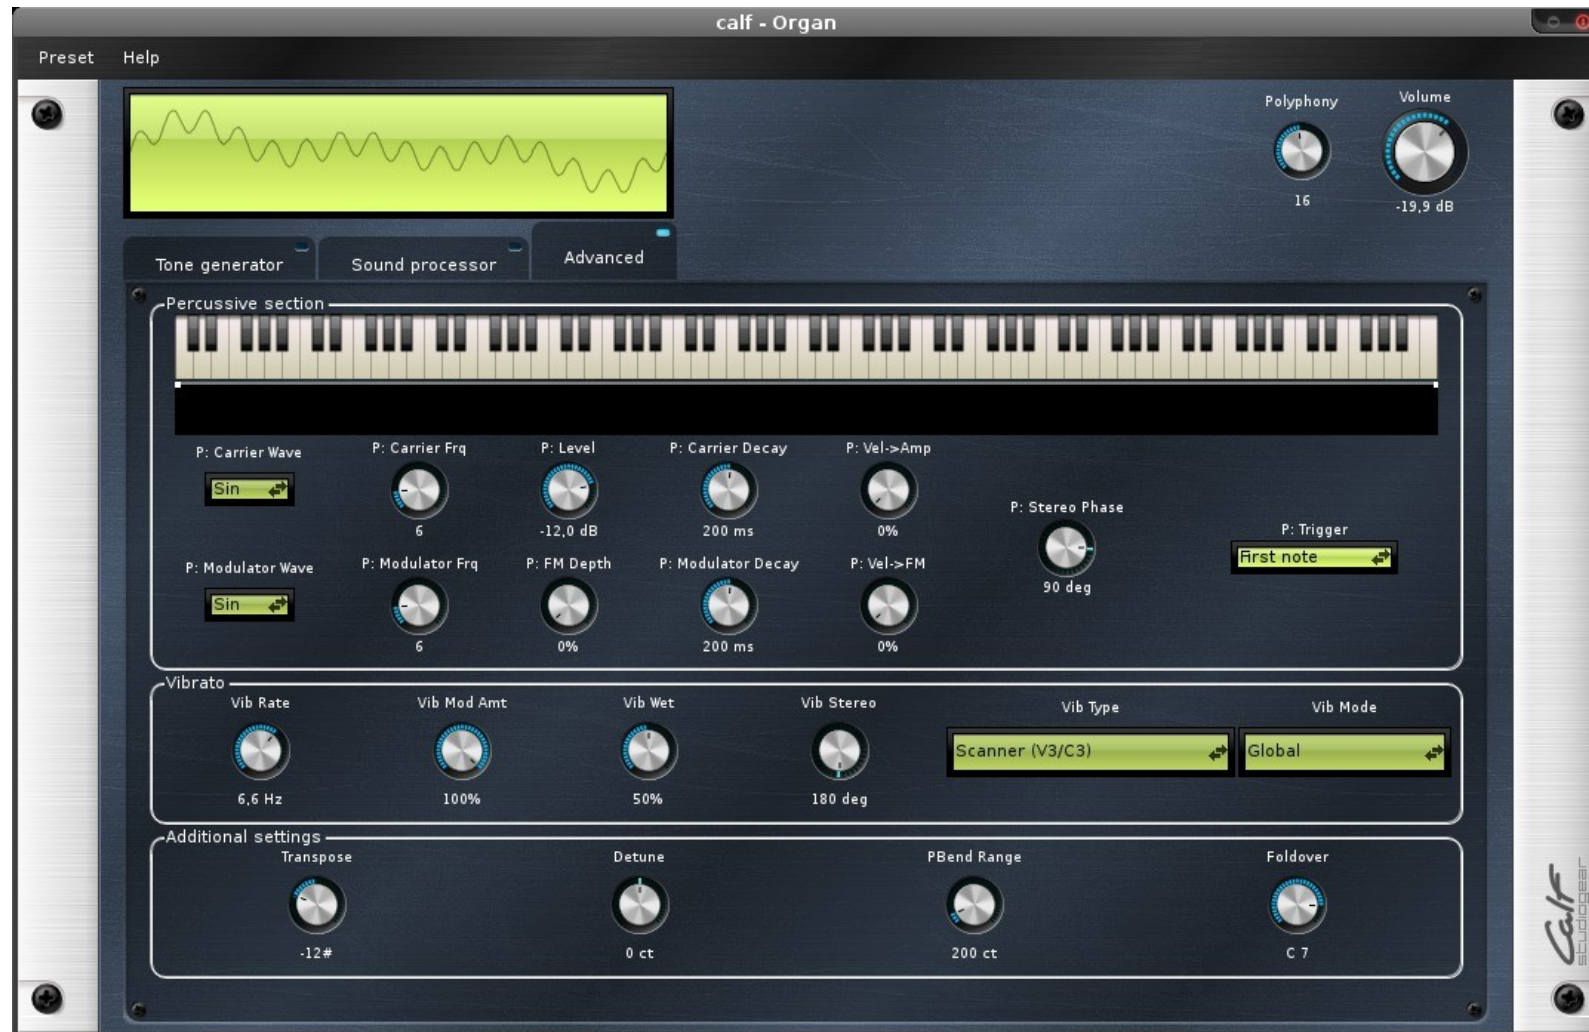 calf - Organ
Preset Help
Polyphony Volume
16 -19,9 dB
Tone generator Sound processor Advanced
Percussive section
P: Carrier Wave P: Carrier Frq P: Level P: Carrier Decay P: Vel->Amp
Sin
6 -12,0 dB 200 ms 0%
P: Stereo Phase P: Trigger
First note
90 deg
P: Modulator Wave P: Modulator Frq P: FM Depth P: Modulator Decay P: Vel->FM
Sin
6 0% 200 ms 0%
Vibrato
Vib Rate Vib Mod Amt Vib Wet Vib Stereo Vib Type Vib Mode
Scanner (V3/C3) Global
6,6 Hz 100% 50% 180 deg
Additional settings
Transpose Detune PBend Range Foldover
-12# 0 ct 200 ct C 7
Calf
studiogear